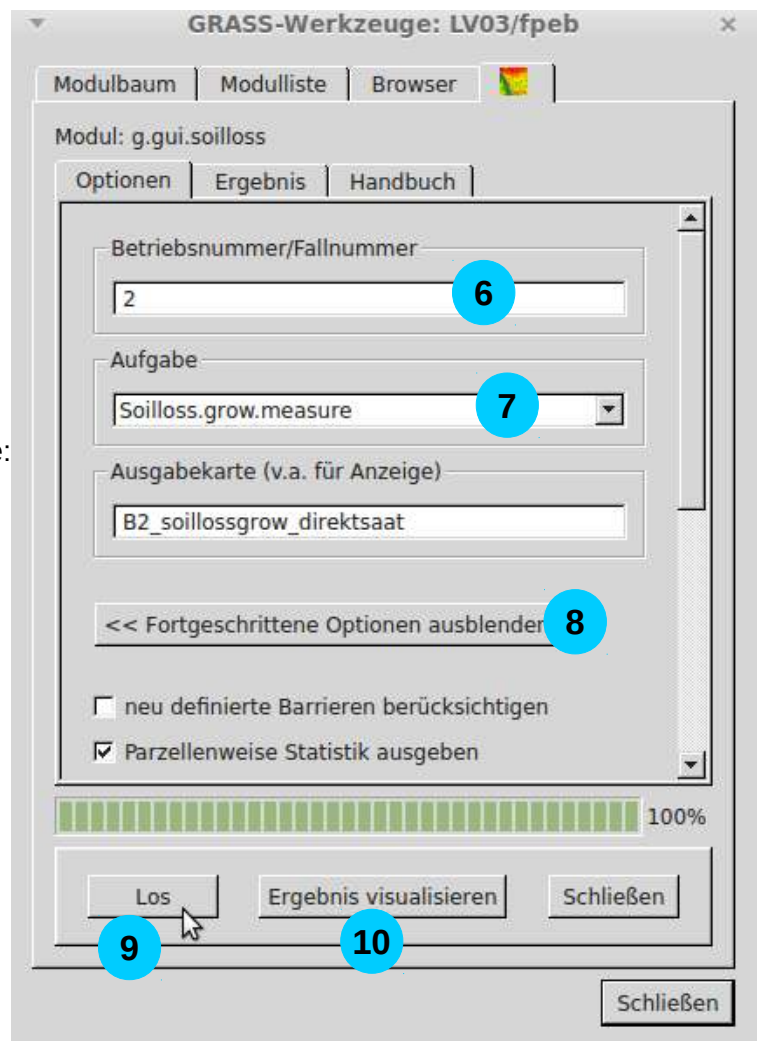 GRASS-Werkzeuge: LV03/fpeb
Modulbaum Modulliste Browser
Modul: g.gui.soilloss
Optionen Ergebnis Handbuch
Betriebsnummer/Fallnummer
2 6
Aufgabe
Soilloss.grow.measure 7
e:
Ausgabekarte (v.a. für Anzeige)
B2_soillossgrow_direktsaat
<< Fortgeschrittene Optionen ausblenden 8
neu definierte Barrieren berücksichtigen
Parzellenweise Statistik ausgeben
100%
Los Ergebnis visualisieren Schließen
9 10
Schließen